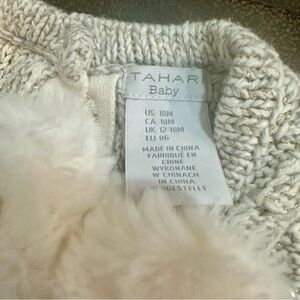 TAHARI
Baby
US: 18M
CA: 18M
UK: 12-18M
EU: 86
MADE IN CHINA
FABRIQUÉ EN
CHINE
WYKONANE
W CHINACH
IN CHINA
HERGESTELLT